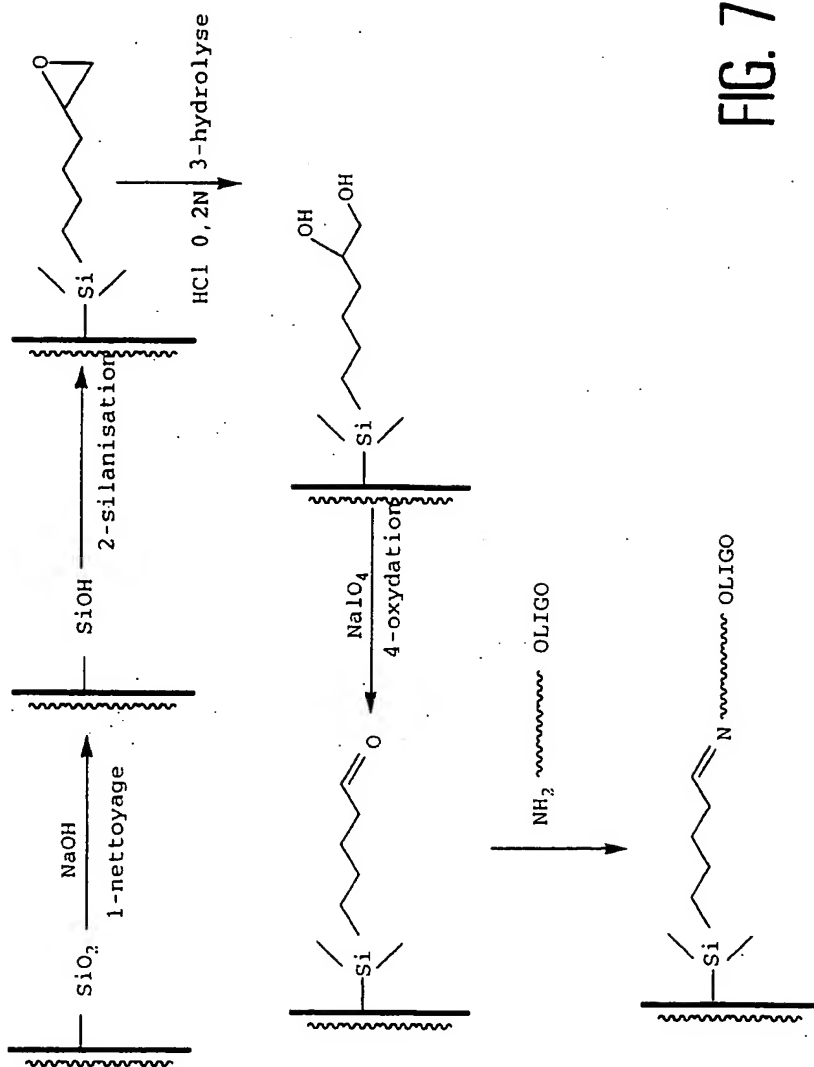 SiO₂
NaOH
1-nettoyage
SiOH
2-silanisation
Si
O
HCl 0,2N
3-hydrolyse
Si
OH
OH
NaIO₄
4-oxydation
Si
O
NH₂
OLIGO
Si
N
OLIGO
FIG. 7